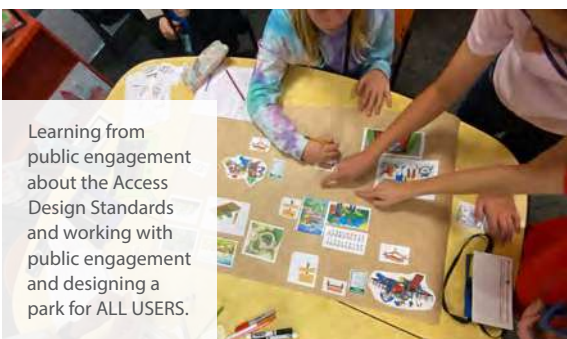 Learning from
public engagement
about the Access
Design Standards
and working with
public engagement
and designing a
park for ALL USERS.